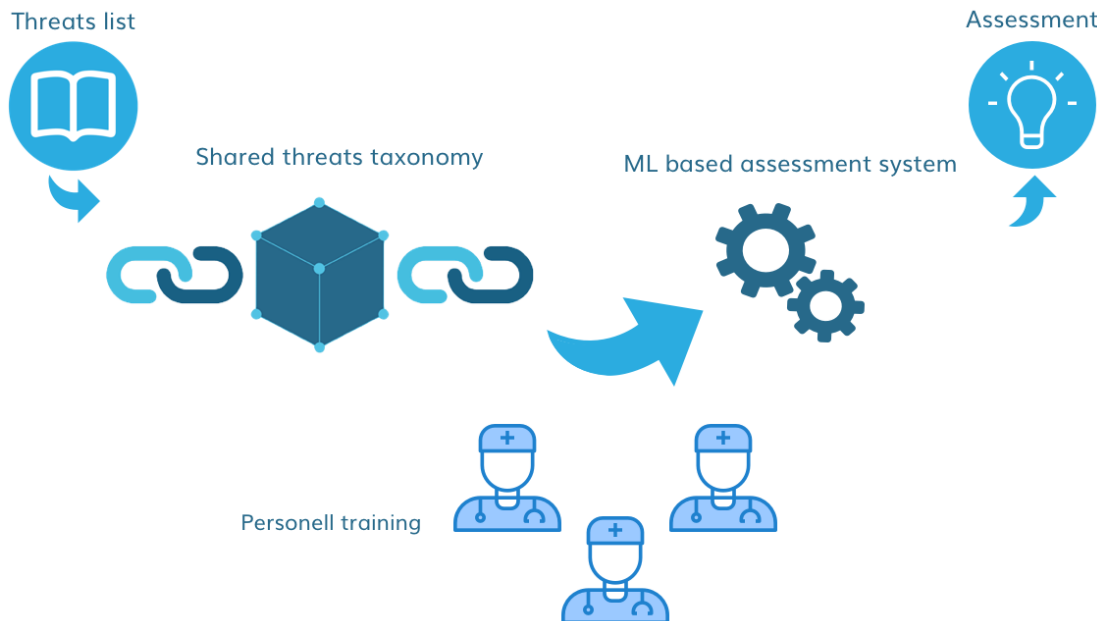 Threats list
Assessment
Shared threats taxonomy
ML based assessment system
Personell training